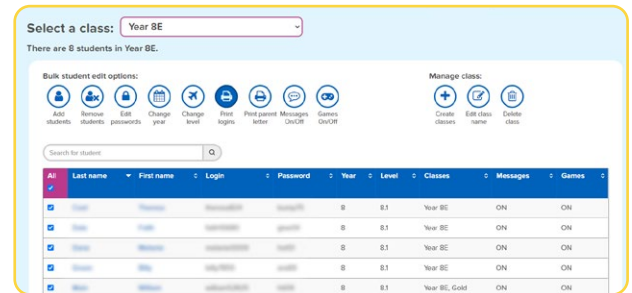 Select a class: Year 8E
There are 8 students in Year 8E.
Bulk student edit options:
Manage class:
Add students
Remove students
Edit passwords
Change year
Change level
Print logins
Print parent letter
Messages On/Off
Games On/Off
Create classes
Edit class name
Delete class
Search for student
All Last name First name Login Password Year Level Classes Messages Games
8 8.1 Year 8E ON ON
8 8.1 Year 8E ON ON
8 8.1 Year 8E ON ON
8 8.1 Year 8E ON ON
8 8.1 Year 8E, Gold ON ON